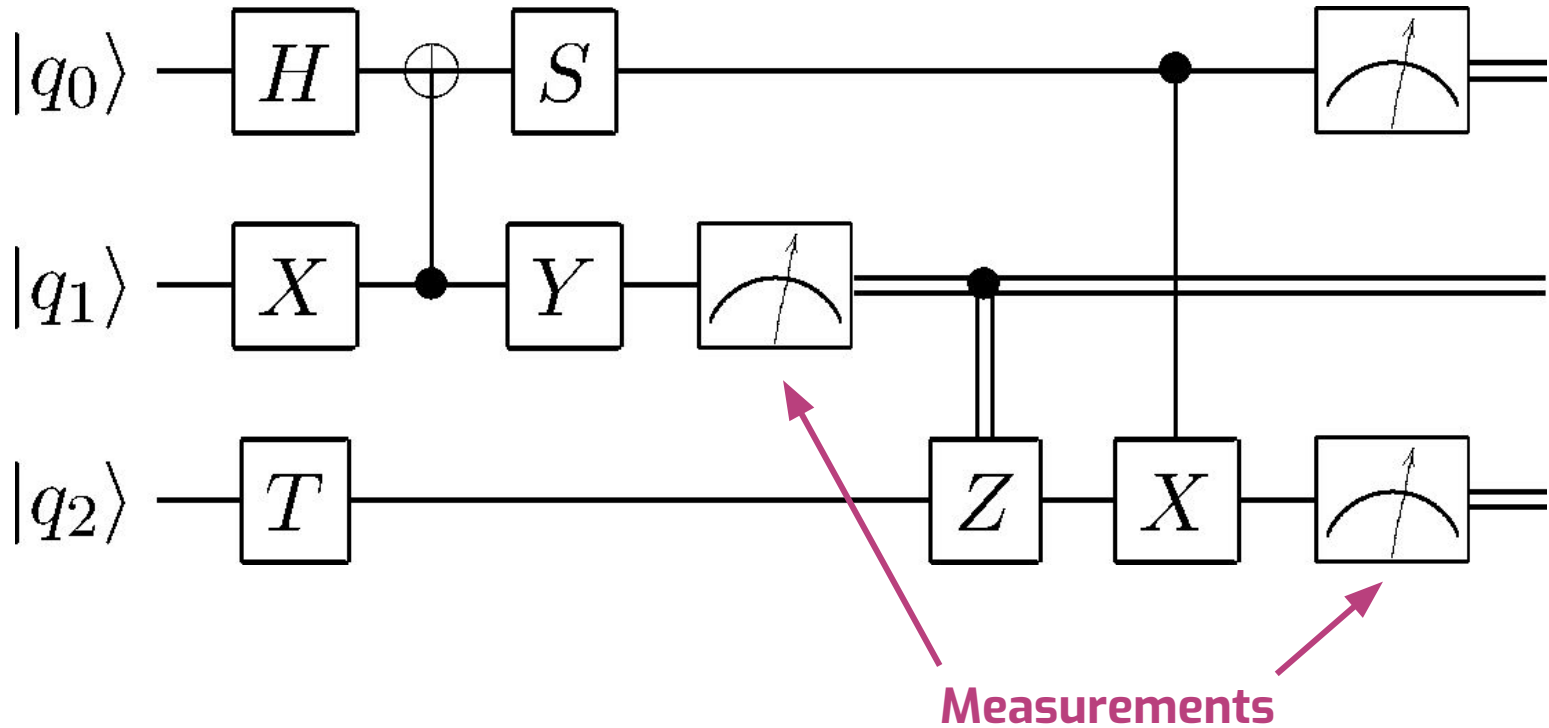 |q₀⟩ H S
|q₁⟩ X Y
|q₂⟩ T Z X
Measurements